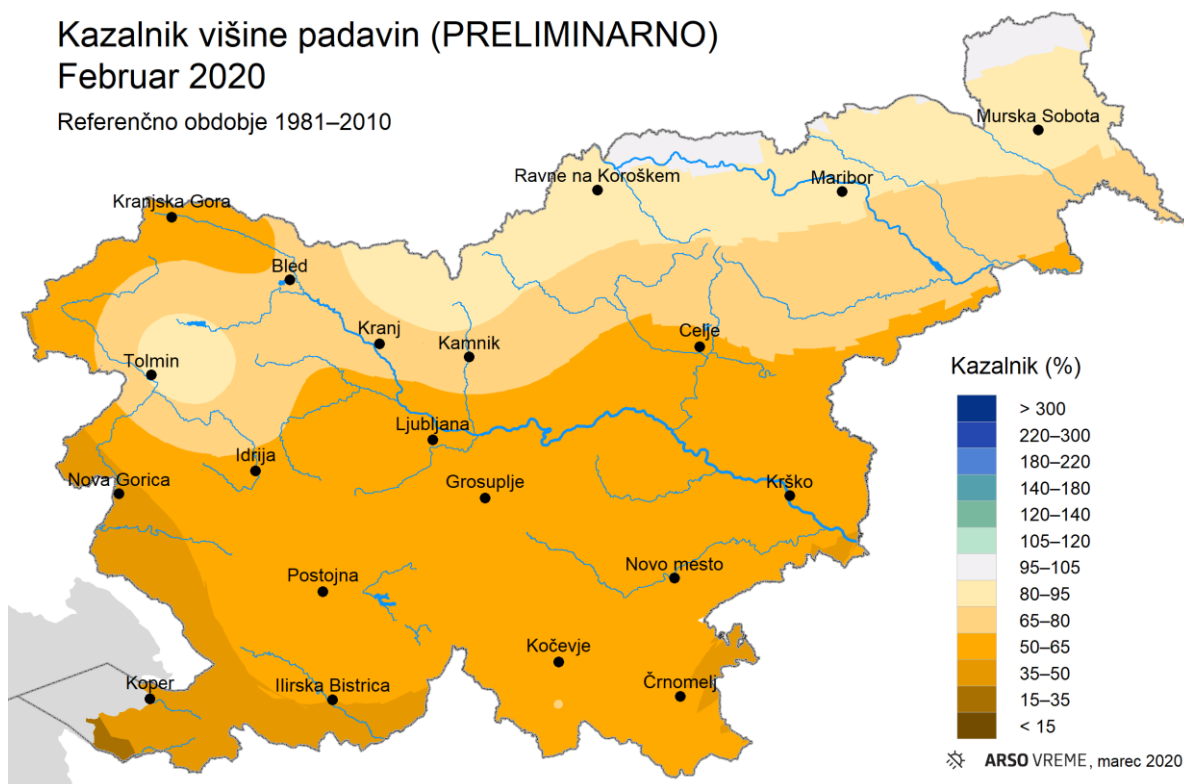 Kazalnik višine padavin (PRELIMINARNO)
Februar 2020
Referenčno obdobje 1981–2010
Murska Sobota
Ravne na Koroškem
Maribor
Kranjska Gora
Bled
Kranj
Kamnik
Celje
Tolmin
Ljubljana
Idrija
Nova Gorica
Grosuplje
Krško
Postojna
Novo mesto
Kočevje
Koper
Ilirska Bistrica
Črnomelj
Kazalnik (%)
> 300
220–300
180–220
140–180
120–140
105–120
95–105
80–95
65–80
50–65
35–50
15–35
< 15
ARSO VREME, marec 2020